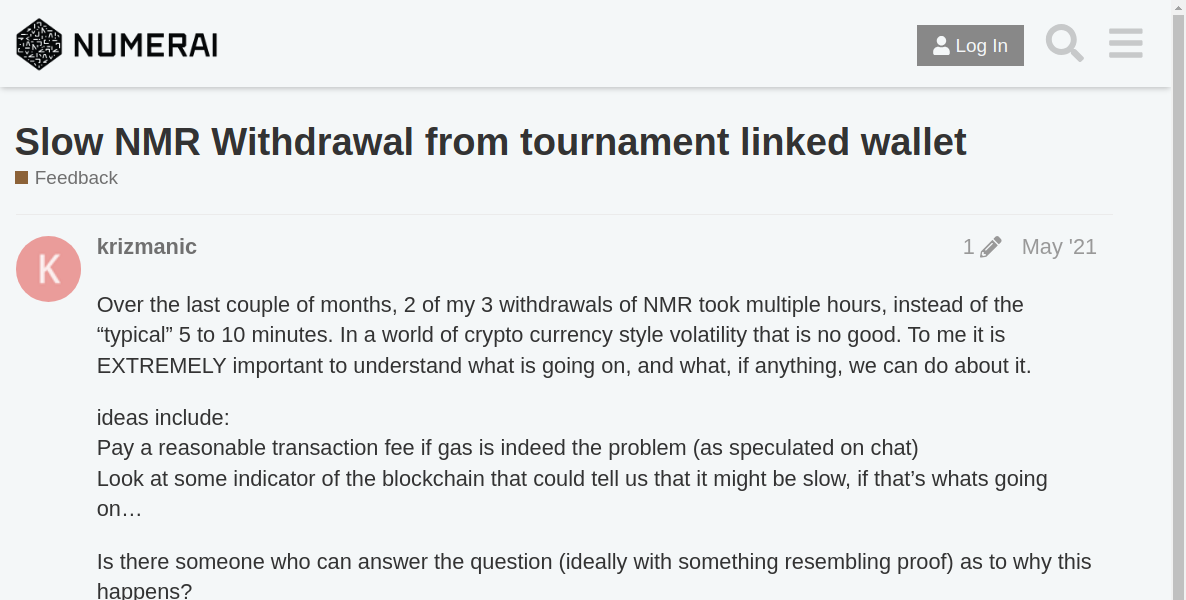 NUMERAI
Log In
Slow NMR Withdrawal from tournament linked wallet
Feedback
K
krizmanic
1
May '21
Over the last couple of months, 2 of my 3 withdrawals of NMR took multiple hours, instead of the
“typical” 5 to 10 minutes. In a world of crypto currency style volatility that is no good. To me it is
EXTREMELY important to understand what is going on, and what, if anything, we can do about it.
ideas include:
Pay a reasonable transaction fee if gas is indeed the problem (as speculated on chat)
Look at some indicator of the blockchain that could tell us that it might be slow, if that’s whats going
on…
Is there someone who can answer the question (ideally with something resembling proof) as to why this
happens?